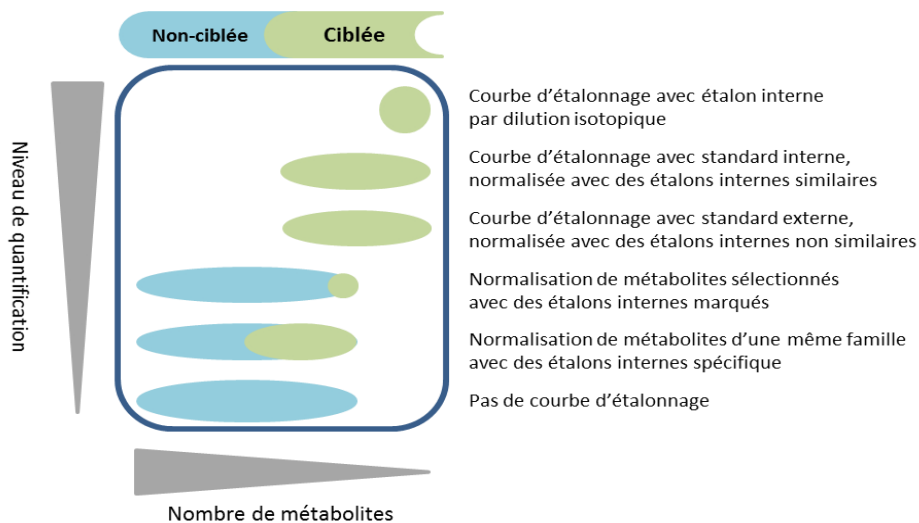 Non-ciblée
Ciblée
Niveau de quantification
Courbe d'étalonnage avec étalon interne
par dilution isotopique
Courbe d'étalonnage avec standard interne,
normalisée avec des étalons internes similaires
Courbe d'étalonnage avec standard externe,
normalisée avec des étalons internes non similaires
Normalisation de métabolites sélectionnés
avec des étalons internes marqués
Normalisation de métabolites d'une même famille
avec des étalons internes spécifique
Pas de courbe d'étalonnage
Nombre de métabolites